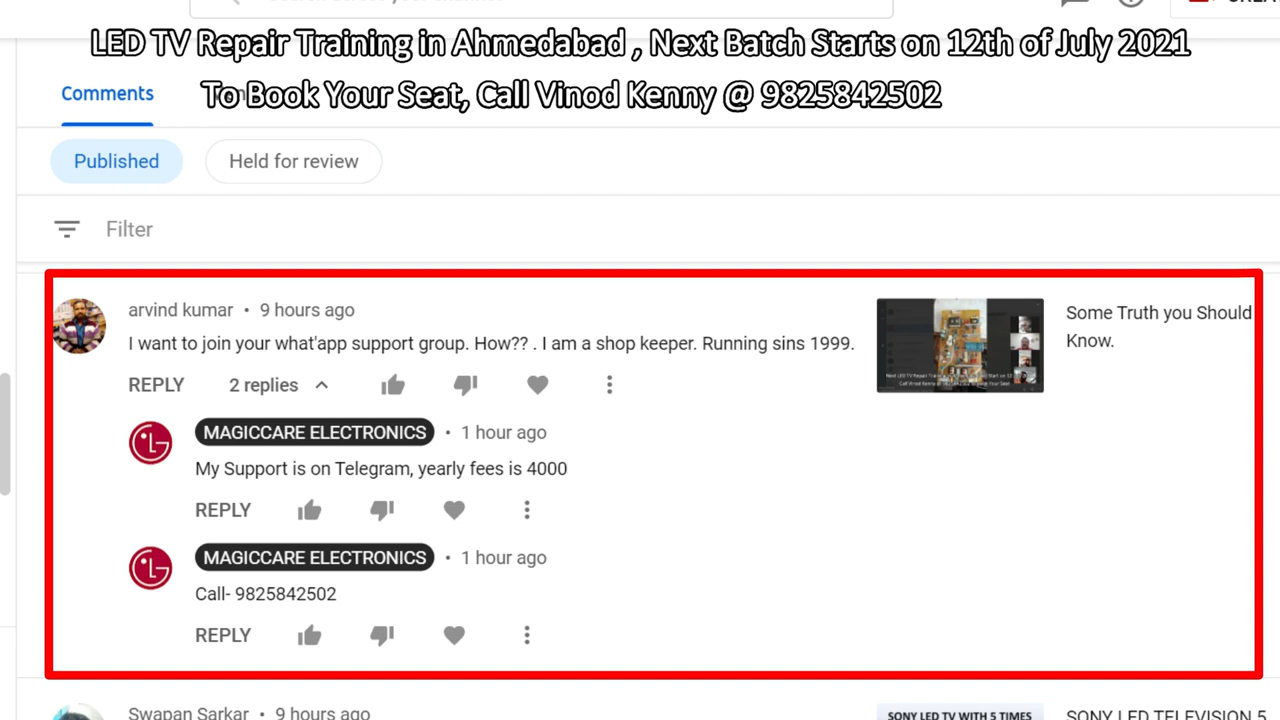 LED TV Repair Training in Ahmedabad , Next Batch Starts on 12th of July 2021
Comments
To Book Your Seat, Call Vinod Kenny @ 9825842502
Published
Held for review
Filter
arvind kumar • 9 hours ago
I want to join your what'app support group. How?? . I am a shop keeper. Running sins 1999.
REPLY 2 replies
Some Truth you Should
Know.
MAGICCARE ELECTRONICS • 1 hour ago
My Support is on Telegram, yearly fees is 4000
REPLY
MAGICCARE ELECTRONICS • 1 hour ago
Call- 9825842502
REPLY
Swapan Sarkar • 9 hours ago
SONY LED TV WITH 5 TIMES
SONY LED TELEVISION 5